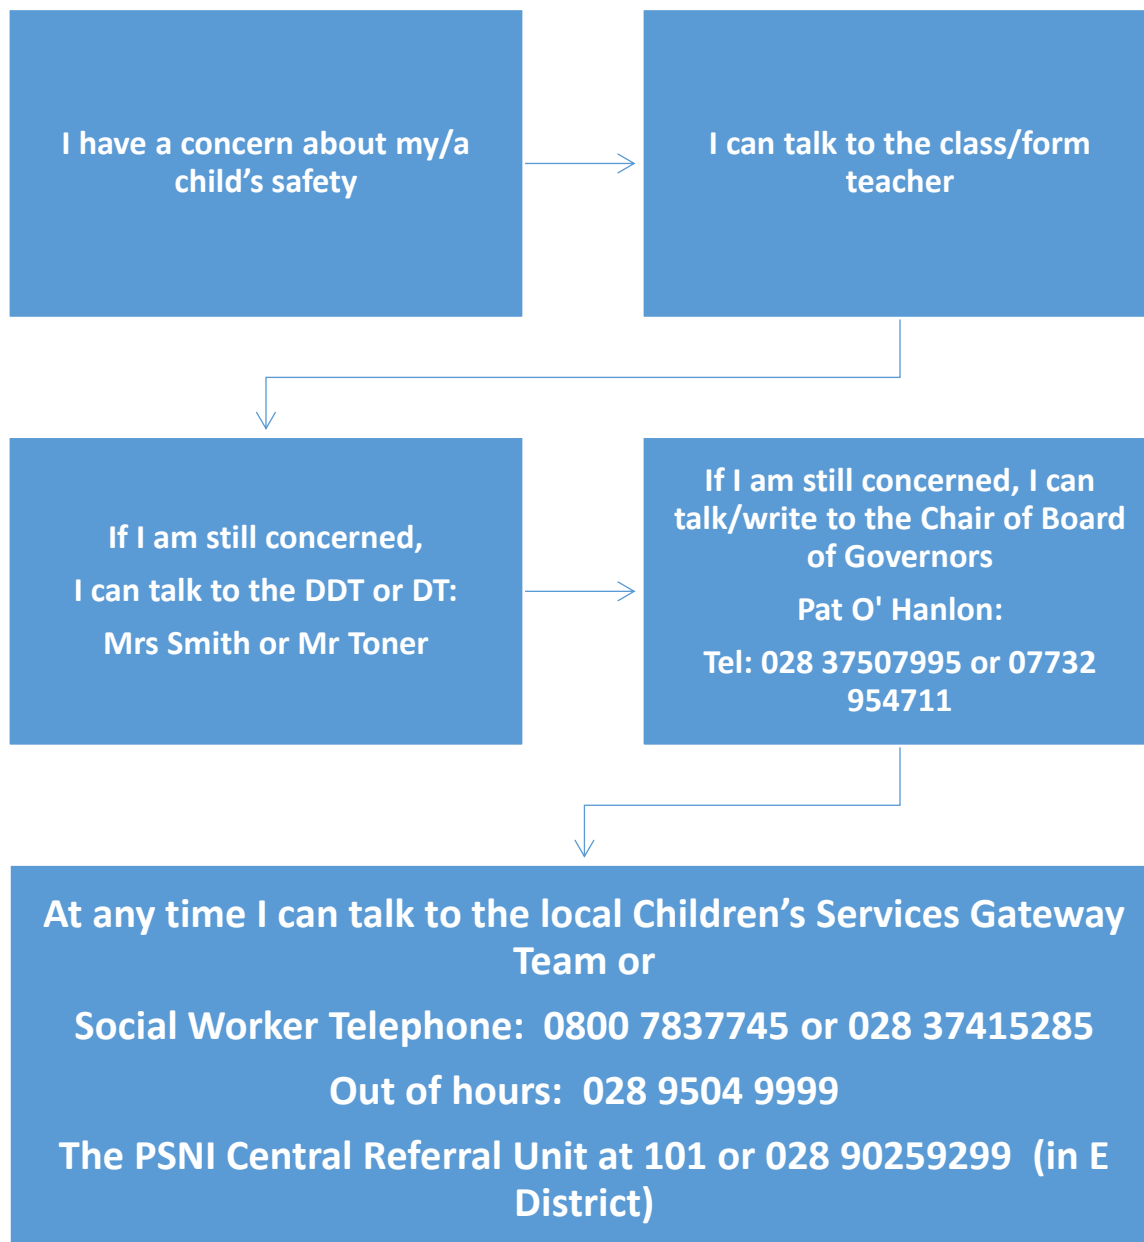 I have a concern about my/a
child’s safety
I can talk to the class/form
teacher
If I am still concerned,
I can talk to the DDT or DT:
Mrs Smith or Mr Toner
If I am still concerned, I can
talk/write to the Chair of Board
of Governors
Pat O' Hanlon:
Tel: 028 37507995 or 07732
954711
At any time I can talk to the local Children’s Services Gateway
Team or
Social Worker Telephone:  0800 7837745 or 028 37415285
Out of hours:  028 9504 9999
The PSNI Central Referral Unit at 101 or 028 90259299  (in E
District)